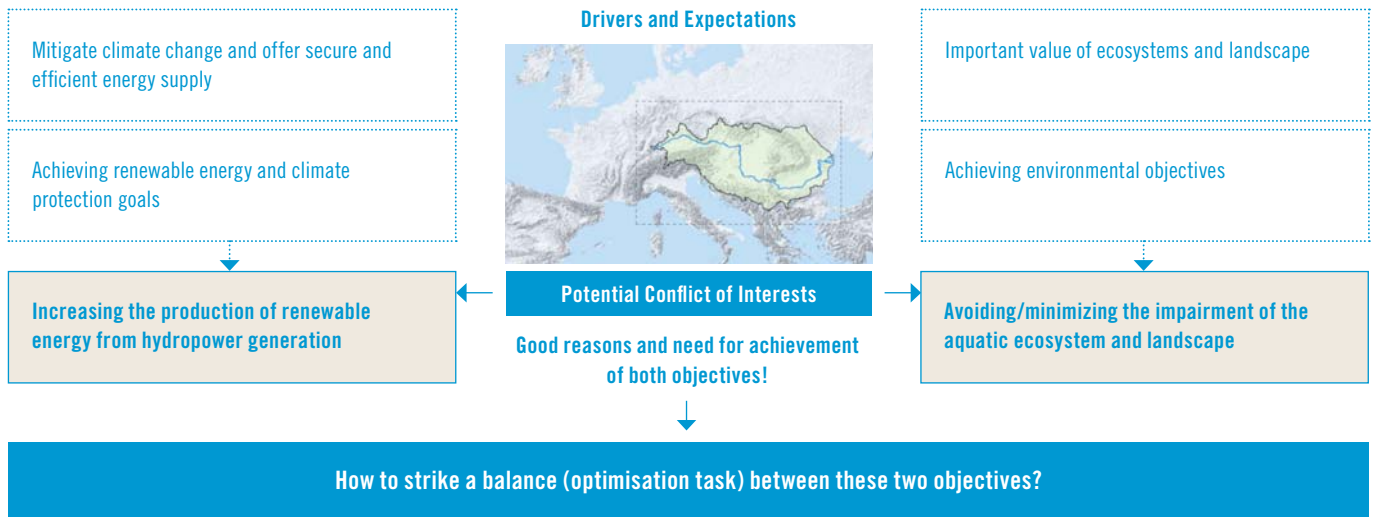 Drivers and Expectations
Mitigate climate change and offer secure and
efficient energy supply
Achieving renewable energy and climate
protection goals
Increasing the production of renewable
energy from hydropower generation
Potential Conflict of Interests
Good reasons and need for achievement
of both objectives!
Important value of ecosystems and landscape
Achieving environmental objectives
Avoiding/minimizing the impairment of the
aquatic ecosystem and landscape
How to strike a balance (optimisation task) between these two objectives?